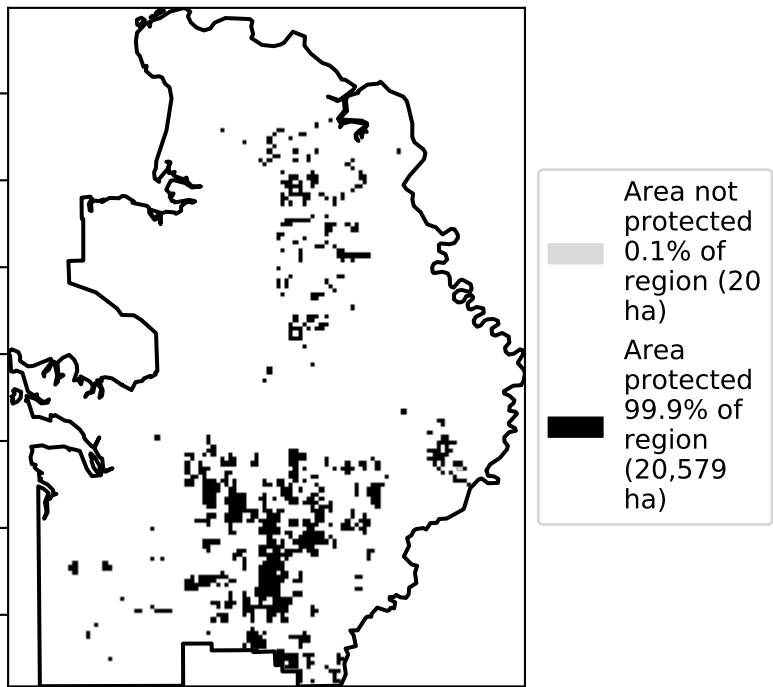 Area not
protected
0.1% of
region (20
ha)
Area
protected
99.9% of
region
(20,579
ha)